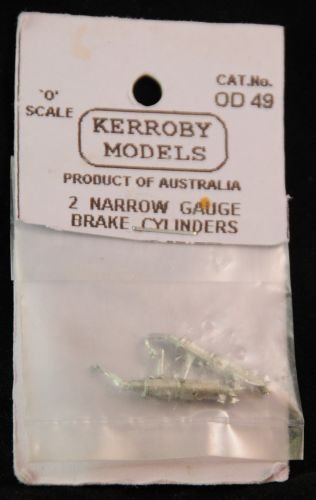 'O'
SCALE
CAT.No.
OD 49
KERROBY
MODELS
PRODUCT OF AUSTRALIA
2 NARROW GAUGE
BRAKE CYLINDERS